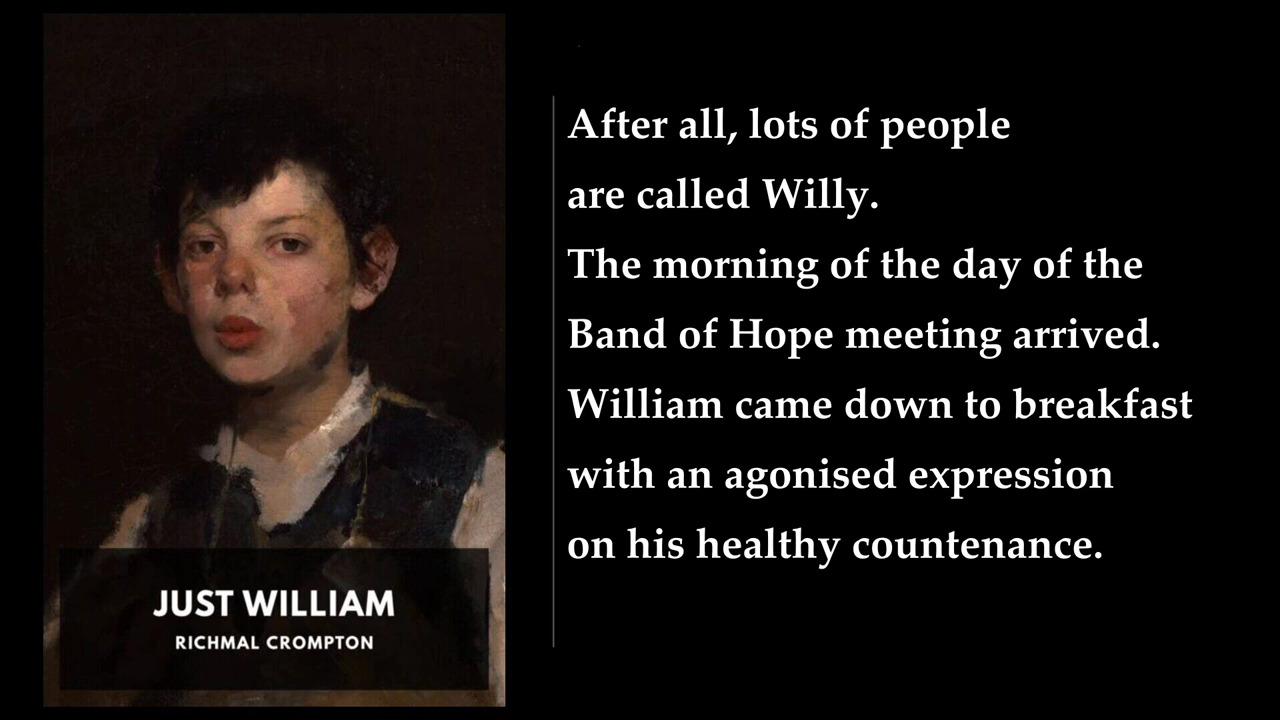 JUST WILLIAM
RICHMAL CROMPTON
After all, lots of people
are called Willy.
The morning of the day of the
Band of Hope meeting arrived.
William came down to breakfast
with an agonised expression
on his healthy countenance.